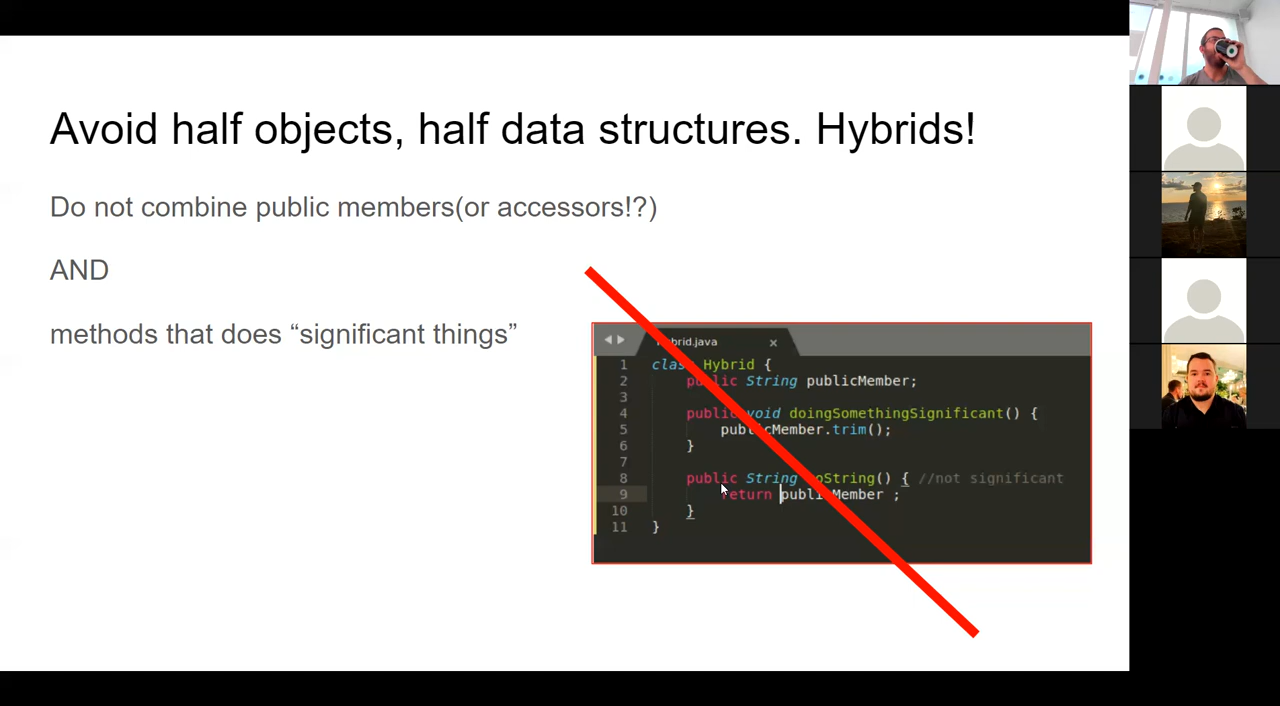 Avoid half objects, half data structures. Hybrids!
Do not combine public members(or accessors!?)
AND
methods that does “significant things”
Hybrid.java
1 class Hybrid {
2 public String publicMember;
3
4 public void doingSomethingSignificant() {
5 publicMember.trim();
6 }
7
8 public String toString() { //not significant
9 return publicMember ;
10 }
11 }